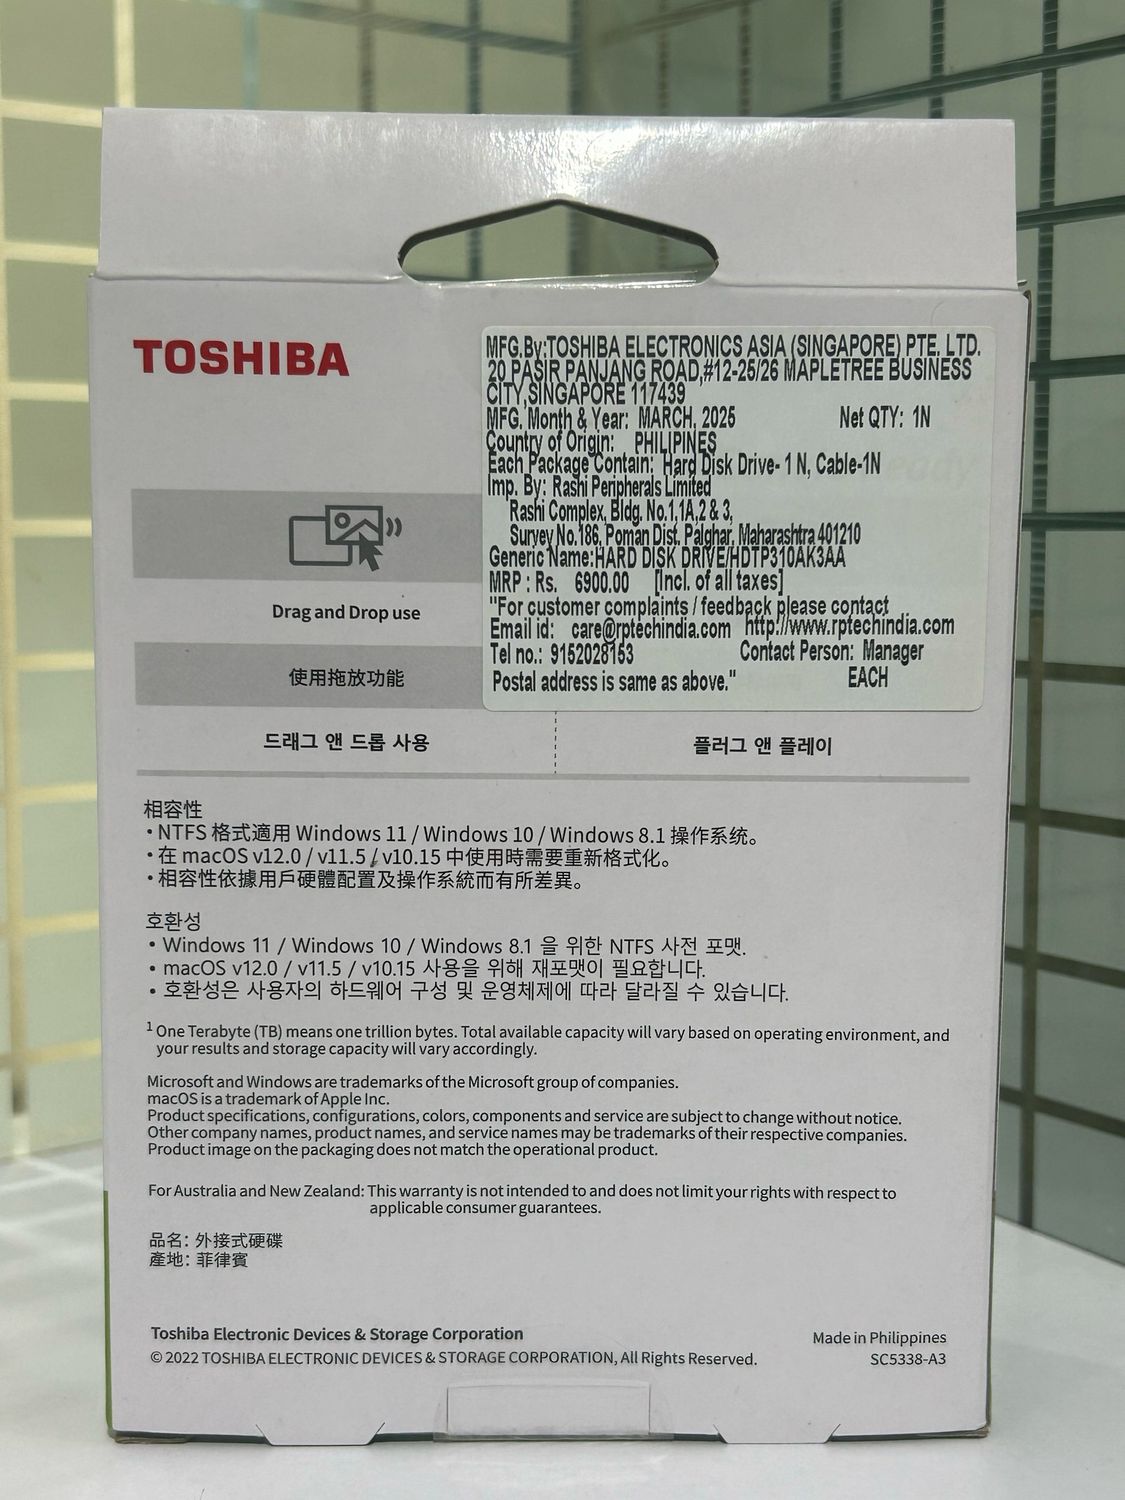 TOSHIBA
MFG.By:TOSHIBA ELECTRONICS ASIA (SINGAPORE) PTE. LTD.
20 PASIR PANJANG ROAD,#12-25/26 MAPLETREE BUSINESS
CITY,SINGAPORE 117439
MFG. Month & Year: MARCH, 2025 Net QTY: 1N
Country of Origin: PHILIPINES
Each Package Contain: Hard Disk Drive- 1 N, Cable-1N
Imp. By: Rashi Peripherals Limited
Rashi Complex, Bldg. No.1,1A,2 & 3,
Survey No.186, Poman Dist. Palghar, Maharashtra 401210
Generic Name:HARD DISK DRIVE/HDTP310AK3AA
MRP : Rs. 6900.00 [Incl. of all taxes]
"For customer complaints / feedback please contact
Email id: care@rptechindia.com http://www.rptechindia.com
Tel no.: 9152028153 Contact Person: Manager
Postal address is same as above." EACH
Drag and Drop use
使用拖放功能
드래그 앤 드롭 사용
플러그 앤 플레이
相容性
• NTFS 格式適用 Windows 11 / Windows 10 / Windows 8.1 操作系统。
• 在 macOS v12.0 / v11.5 / v10.15 中使用時需要重新格式化。
• 相容性依據用戶硬體配置及操作系統而有所差異。
호환성
• Windows 11 / Windows 10 / Windows 8.1 을 위한 NTFS 사전 포맷.
• macOS v12.0 / v11.5 / v10.15 사용을 위해 재포맷이 필요합니다.
• 호환성은 사용자의 하드웨어 구성 및 운영체제에 따라 달라질 수 있습니다.
1 One Terabyte (TB) means one trillion bytes. Total available capacity will vary based on operating environment, and
your results and storage capacity will vary accordingly.
Microsoft and Windows are trademarks of the Microsoft group of companies.
macOS is a trademark of Apple Inc.
Product specifications, configurations, colors, components and service are subject to change without notice.
Other company names, product names, and service names may be trademarks of their respective companies.
Product image on the packaging does not match the operational product.
For Australia and New Zealand: This warranty is not intended to and does not limit your rights with respect to
applicable consumer guarantees.
品名: 外接式硬碟
產地: 菲律賓
Toshiba Electronic Devices & Storage Corporation
© 2022 TOSHIBA ELECTRONIC DEVICES & STORAGE CORPORATION, All Rights Reserved.
Made in Philippines
SC5338-A3